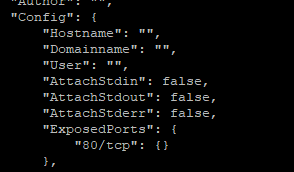 "Author": "",
"Config": {
"Hostname": "",
"Domainname": "",
"User": "",
"AttachStdin": false,
"AttachStdout": false,
"AttachStderr": false,
"ExposedPorts": {
"80/tcp": {}
},